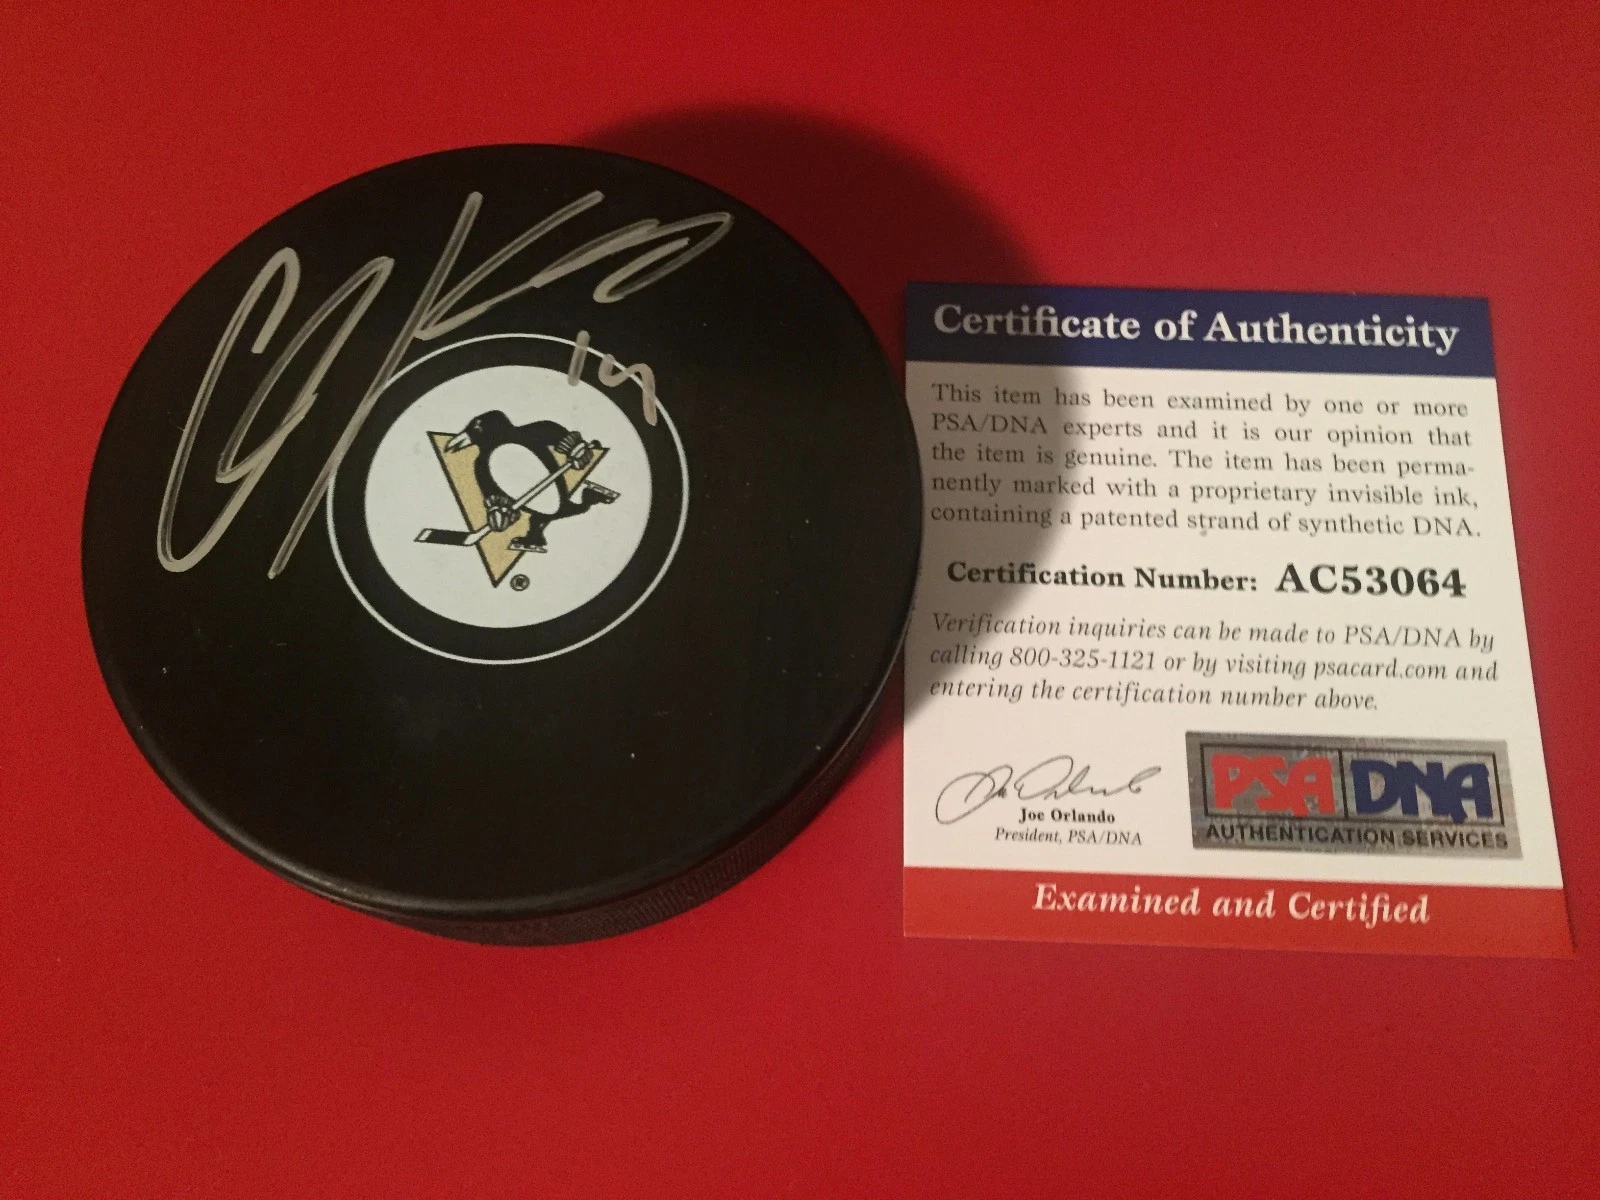 14
®
Certificate of Authenticity
This item has been examined by one or more
PSA/DNA experts and it is our opinion that
the item is genuine. The item has been perma-
nently marked with a proprietary invisible ink,
containing a patented strand of synthetic DNA.
Certification Number: AC53064
Verification inquiries can be made to PSA/DNA by
calling 800-325-1121 or by visiting psacard.com and
entering the certification number above.
Joe Orlando
President, PSA/DNA
PSA DNA
AUTHENTICATION SERVICES
Examined and Certified